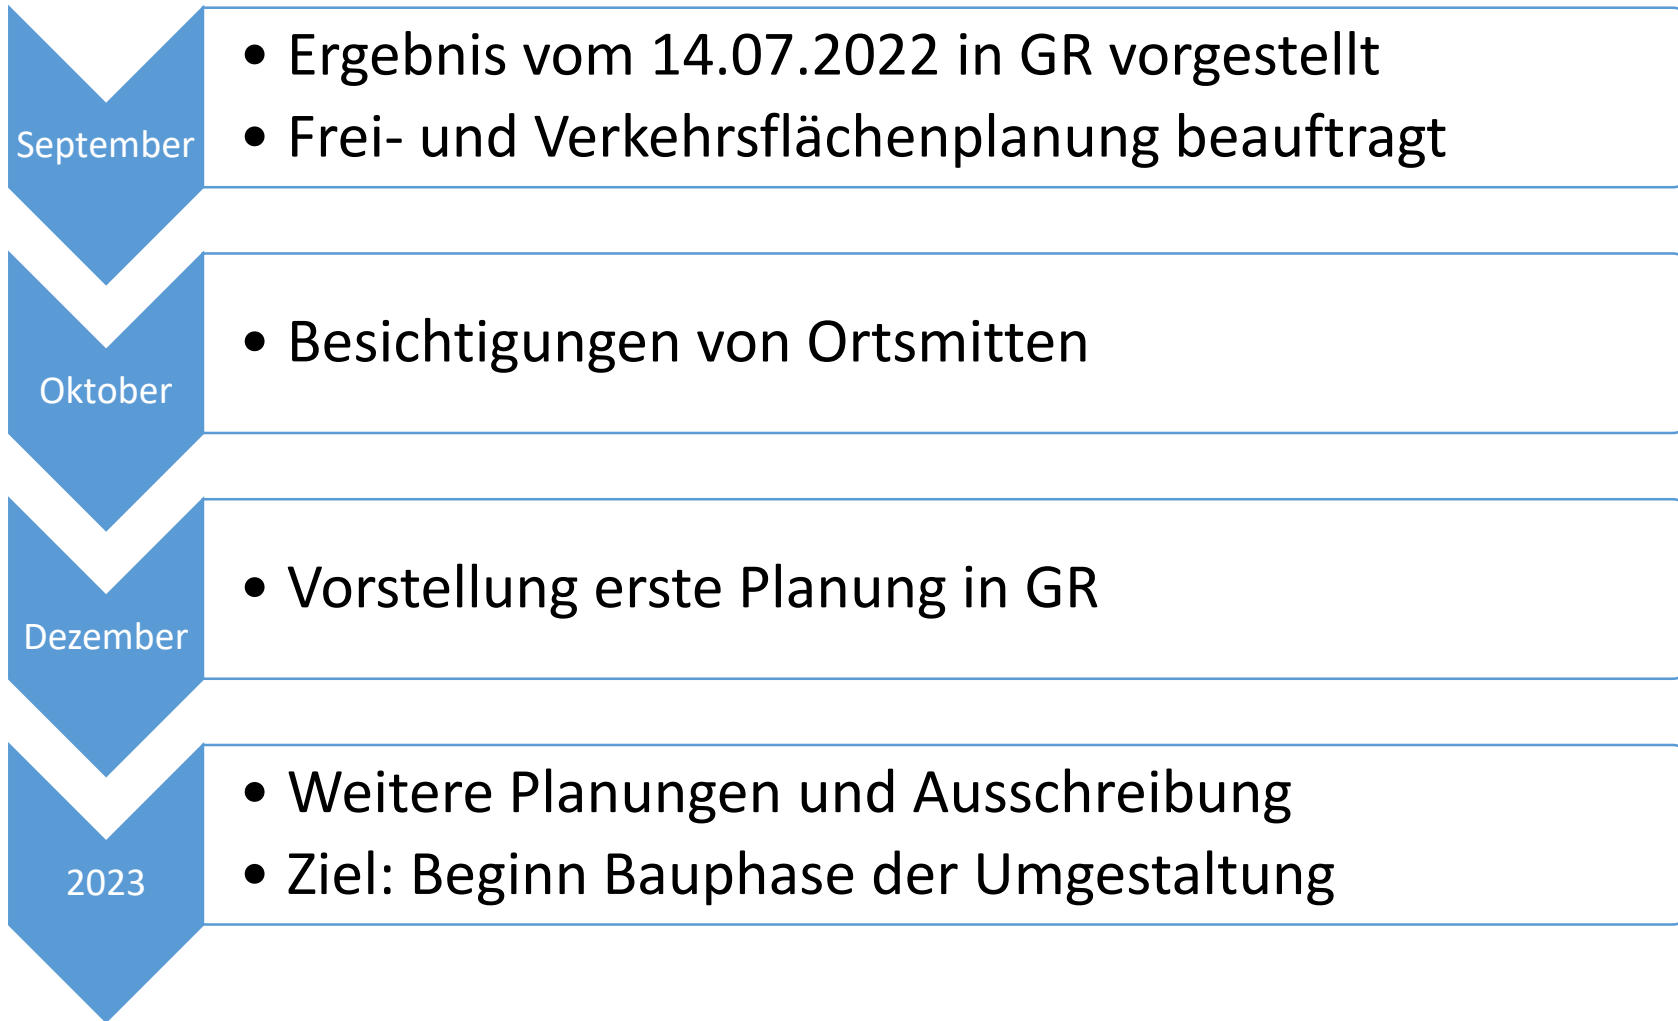 September
• Ergebnis vom 14.07.2022 in GR vorgestellt
• Frei- und Verkehrsflächenplanung beauftragt
Oktober
• Besichtigungen von Ortsmitten
Dezember
• Vorstellung erste Planung in GR
2023
• Weitere Planungen und Ausschreibung
• Ziel: Beginn Bauphase der Umgestaltung